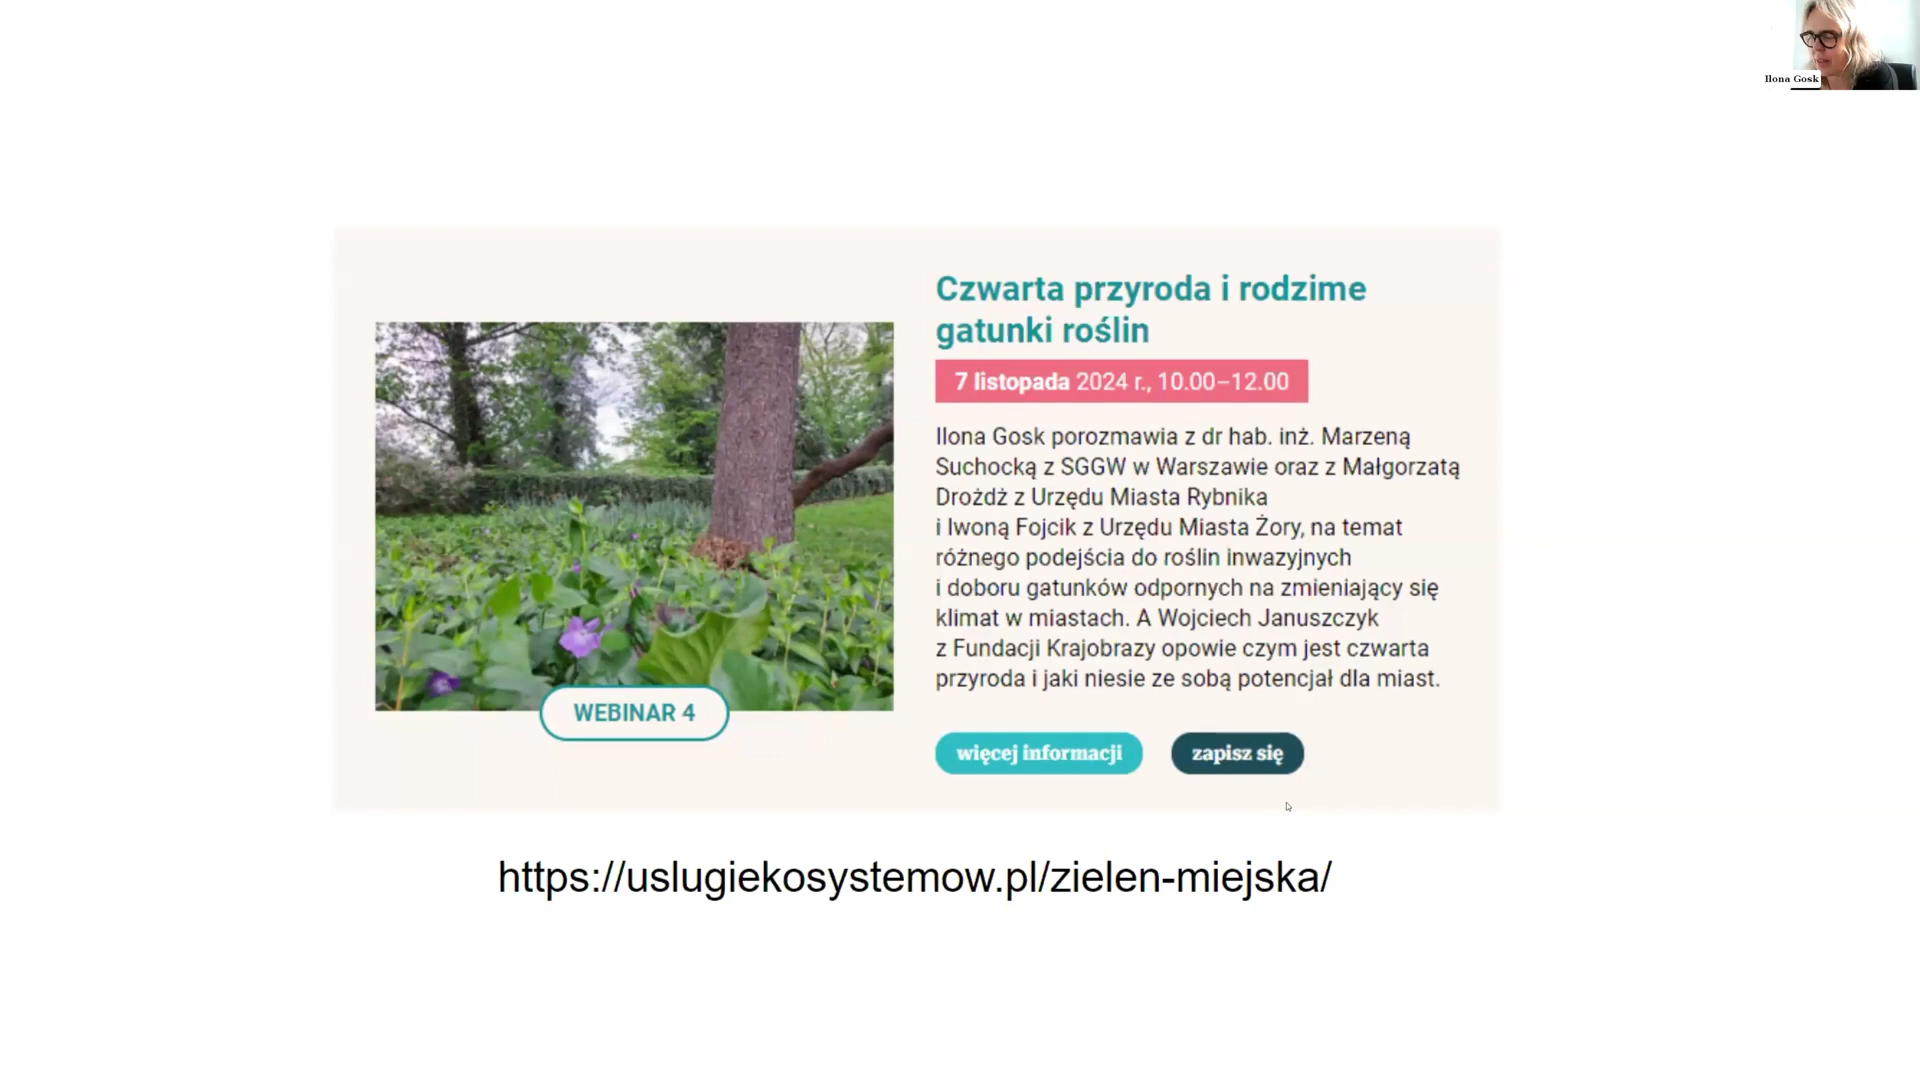 Ilona Gosk
Czwarta przyroda i rodzime
gatunki roślin
7 listopada 2024 r., 10.00–12.00
Ilona Gosk porozmawia z dr hab. inż. Marzeną
Suchocką z SGGW w Warszawie oraz z Małgorzatą
Drożdż z Urzędu Miasta Rybnika
i Iwoną Fojcik z Urzędu Miasta Żory, na temat
różnego podejścia do roślin inwazyjnych
i doboru gatunków odpornych na zmieniający się
klimat w miastach. A Wojciech Januszczyk
z Fundacji Krajobrazy opowie czym jest czwarta
przyroda i jaki niesie ze sobą potencjał dla miast.
WEBINAR 4
więcej informacji
zapisz się
https://uslugiekosystemow.pl/zielen-miejska/